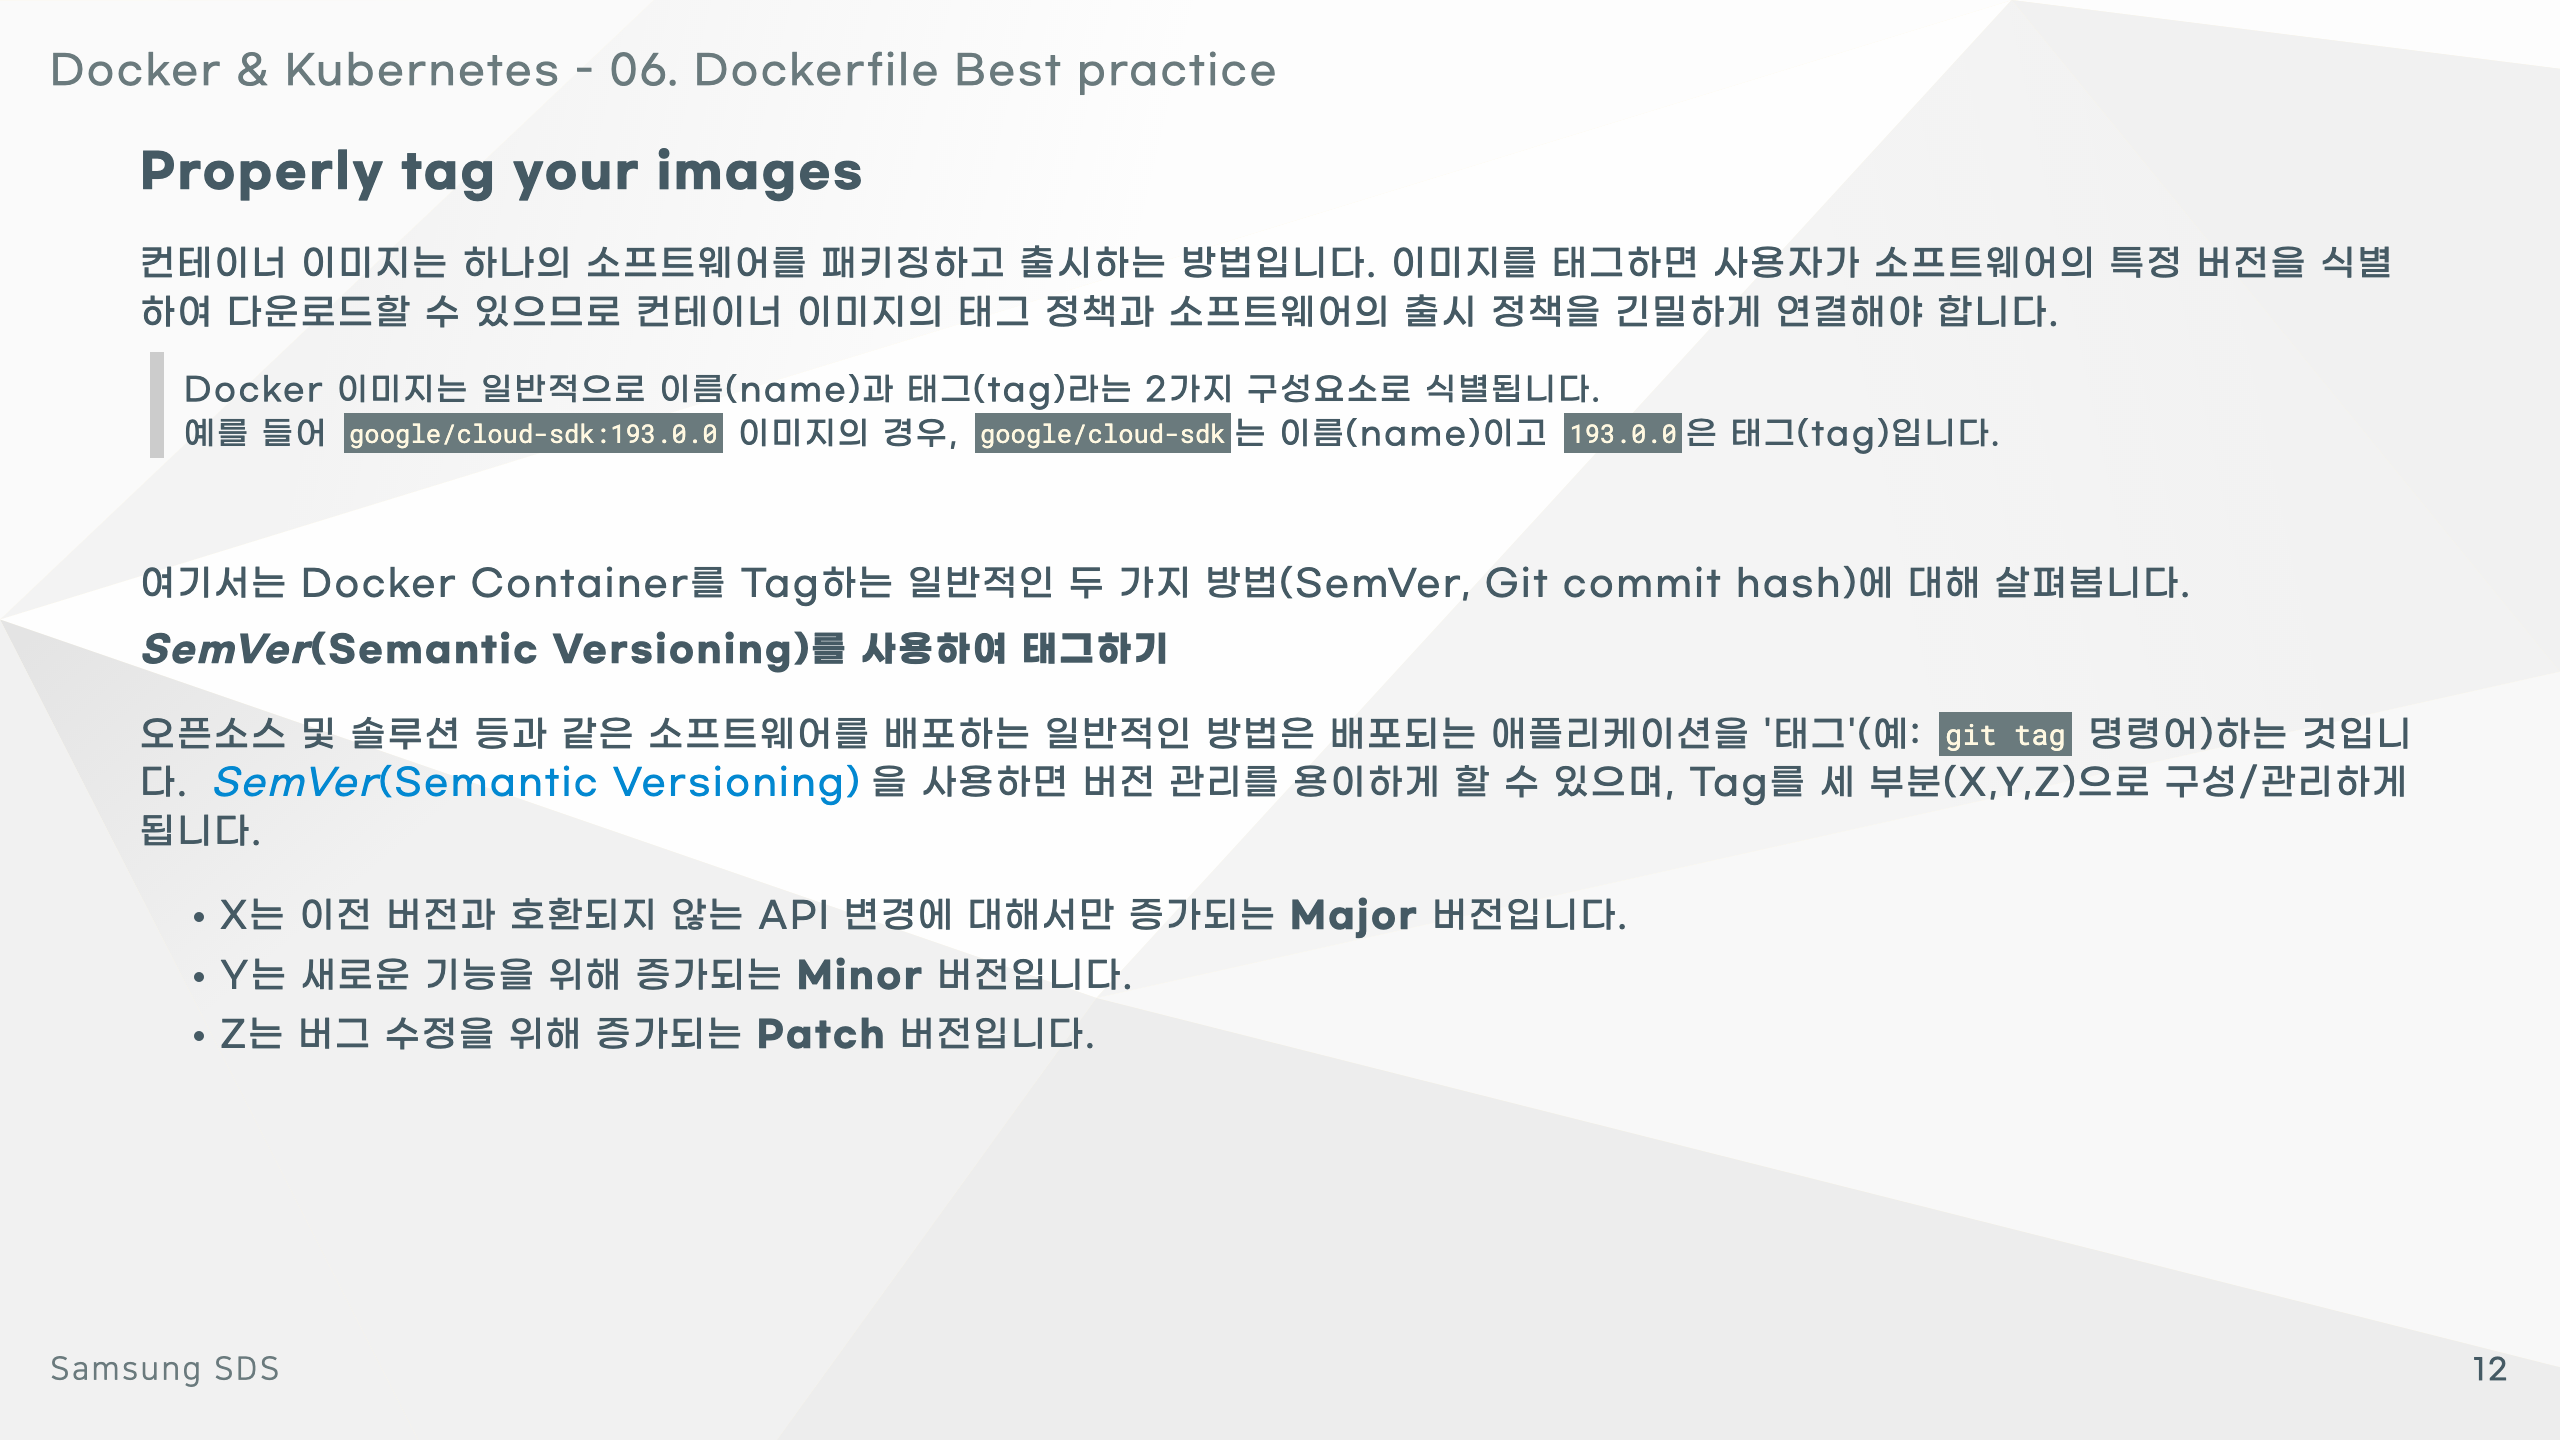 Docker & Kubernetes - 06. Dockerfile Best practice
Properly tag your images
컨테이너 이미지는 하나의 소프트웨어를 패키징하고 출시하는 방법입니다. 이미지를 태그하면 사용자가 소프트웨어의 특정 버전을 식별
하여 다운로드할 수 있으므로 컨테이너 이미지의 태그 정책과 소프트웨어의 출시 정책을 긴밀하게 연결해야 합니다.
Docker 이미지는 일반적으로 이름(name)과 태그(tag)라는 2가지 구성요소로 식별됩니다.
예를 들어 google/cloud-sdk:193.0.0 이미지의 경우, google/cloud-sdk는 이름(name)이고 193.0.0은 태그(tag)입니다.
여기서는 Docker Container를 Tag하는 일반적인 두 가지 방법(SemVer, Git commit hash)에 대해 살펴봅니다.
SemVer(Semantic Versioning)를 사용하여 태그하기
오픈소스 및 솔루션 등과 같은 소프트웨어를 배포하는 일반적인 방법은 배포되는 애플리케이션을 '태그'(예: git tag 명령어)하는 것입니
다. SemVer(Semantic Versioning) 을 사용하면 버전 관리를 용이하게 할 수 있으며, Tag를 세 부분(X,Y,Z)으로 구성/관리하게
됩니다.
• X는 이전 버전과 호환되지 않는 API 변경에 대해서만 증가되는 Major 버전입니다.
• Y는 새로운 기능을 위해 증가되는 Minor 버전입니다.
• Z는 버그 수정을 위해 증가되는 Patch 버전입니다.
Samsung SDS
12